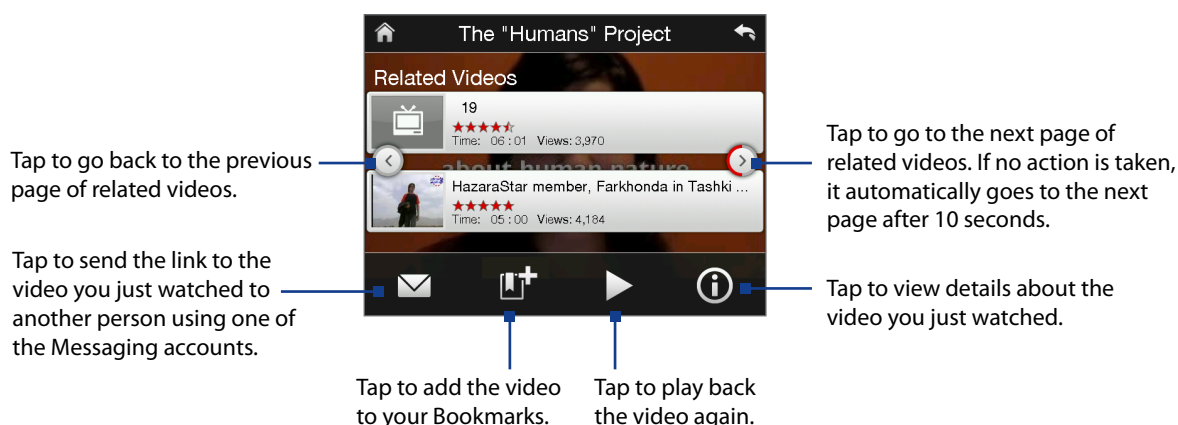 The "Humans" Project
Related Videos
19
Time: 06 : 01 Views: 3,970
about human nature
HazaraStar member, Farkhonda in Tashki ...
Time: 05 : 00 Views: 4,184
Tap to go back to the previous
page of related videos.
Tap to send the link to the
video you just watched to
another person using one of
the Messaging accounts.
Tap to add the video
to your Bookmarks.
Tap to play back
the video again.
Tap to go to the next page of
related videos. If no action is taken,
it automatically goes to the next
page after 10 seconds.
Tap to view details about the
video you just watched.